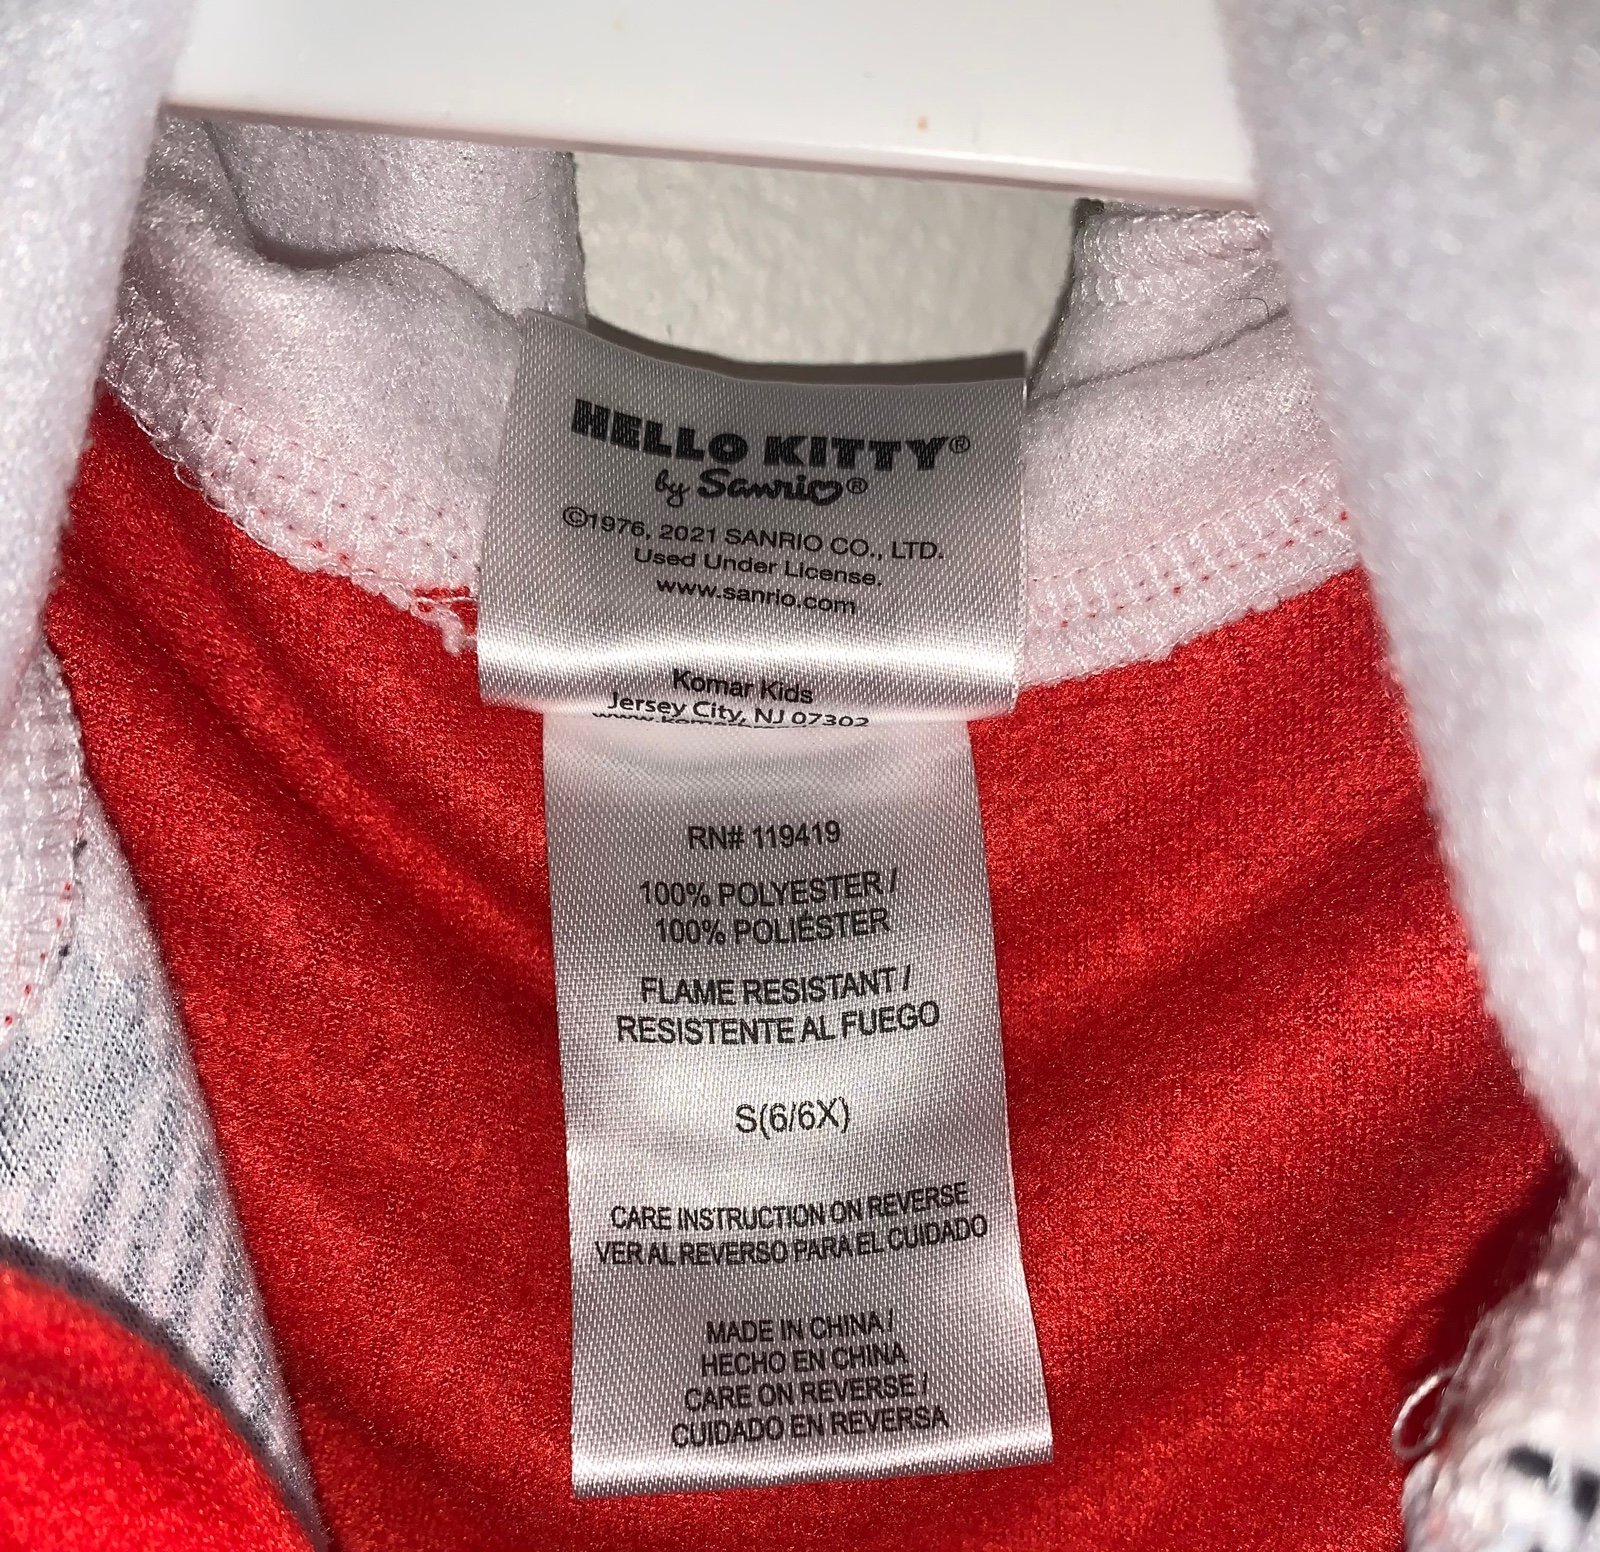 HELLO KITTY®
by Sanrio®
©1976, 2021 SANRIO CO., LTD.
Used Under License.
www.sanrio.com
Komar Kids
Jersey City, NJ 07302
RN# 119419
100% POLYESTER /
100% POLIÉSTER
FLAME RESISTANT /
RESISTENTE AL FUEGO
S(6/6X)
CARE INSTRUCTION ON REVERSE
VER AL REVERSO PARA EL CUIDADO
MADE IN CHINA /
HECHO EN CHINA
CARE ON REVERSE /
CUIDADO EN REVERSA